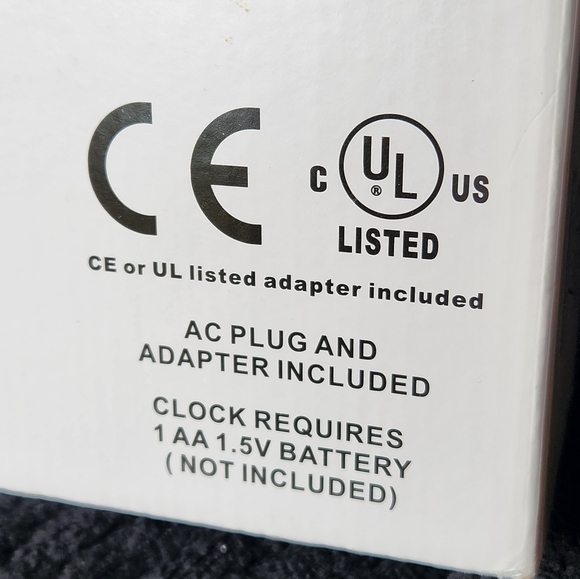 CE
C UL ® US
LISTED
CE or UL listed adapter included
AC PLUG AND
ADAPTER INCLUDED
CLOCK REQUIRES
1 AA 1.5V BATTERY
( NOT INCLUDED)